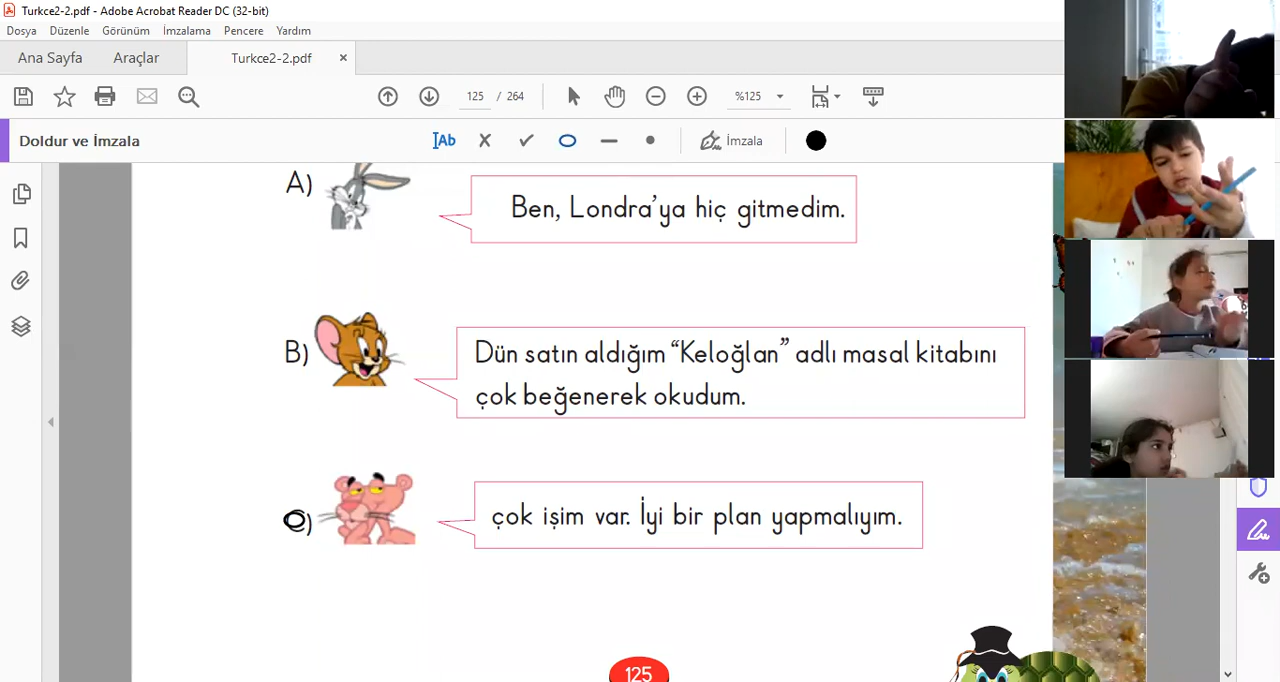 Turkce2-2.pdf - Adobe Acrobat Reader DC (32-bit)
Dosya Düzenle Görünüm İmzalama Pencere Yardım
Ana Sayfa Araçlar Turkce2-2.pdf ×
125 / 264 %125
Doldur ve İmzala Ab İmzala
A) Ben, Londra'ya hiç gitmedim.
B) Dün satın aldığım “Keloğlan” adlı masal kitabını
çok beğenerek okudum.
çok işim var. İyi bir plan yapmalıyım.
125